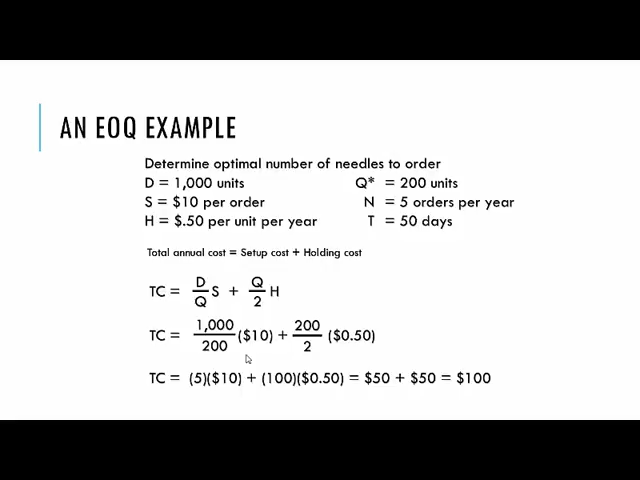 AN EOQ EXAMPLE
Determine optimal number of needles to order
D = 1,000 units Q* = 200 units
S = $10 per order N = 5 orders per year
H = $.50 per unit per year T = 50 days
Total annual cost = Setup cost + Holding cost
TC = D/Q S + Q/2 H
TC = 1,000/200 ($10) + 200/2 ($0.50)
TC = (5)($10) + (100)($0.50) = $50 + $50 = $100